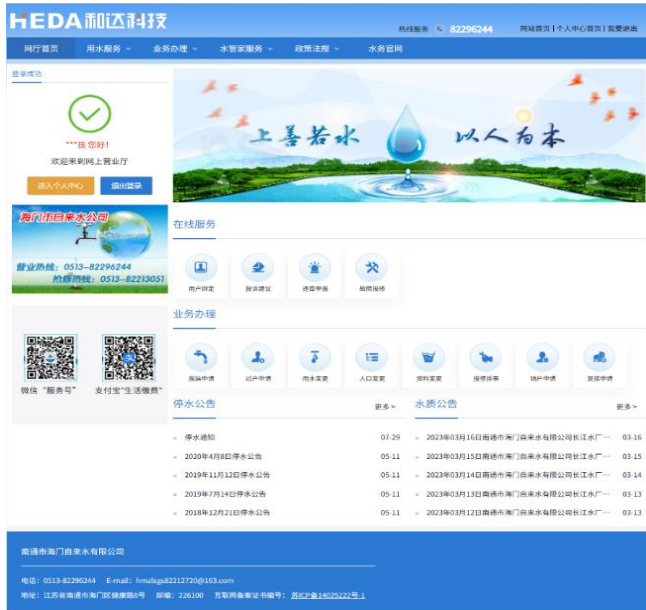 HEDA和达科技
热线服务 82296244 网站首页 | 个人中心首页 | 我要退出
网厅首页 用水服务 业务办理 水管家服务 政策法规 水务官网
登录成功
***技 您好!
欢迎来到网上营业厅
进入个人中心 退出登录
上善若水 以人为本
海门市自来水公司
营业热线: 0513-82296244
抢修热线: 0513-82213051
在线服务
用户绑定 投诉建议 违章举报 故障报修
业务办理
报装申请 过户申请 用水变更 人口变更 资料变更 报停拆表 销户申请 复接申请
微信 “服务号” 支付宝“生活缴费”
停水公告 更多>
停水通知 07-29
2020年4月8日停水公告 05-11
2019年11月12日停水公告 05-11
2019年7月14日停水公告 05-11
2018年12月21日停水公告 05-11
水质公告 更多>
2023年03月16日南通市海门自来水有限公司长江水厂… 03-16
2023年03月15日南通市海门自来水有限公司长江水厂… 03-15
2023年03月14日南通市海门自来水有限公司长江水厂… 03-14
2023年03月13日南通市海门自来水有限公司长江水厂… 03-13
2023年03月12日南通市海门自来水有限公司长江水厂… 03-13
南通市海门自来水有限公司
电话: 0513-82296244 E-mail: hmzlsgs82212720@163.com
地址: 江苏省南通市海门区健康路8号 邮编: 226100 互联网备案证书编号: 苏ICP备14025222号-1